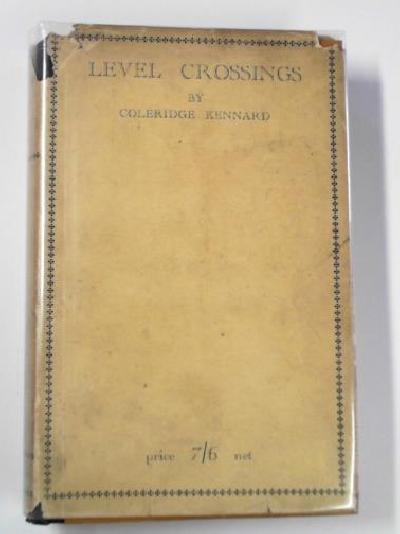 LEVEL CROSSINGS
BY
COLERIDGE KENNARD
price 7/6 net